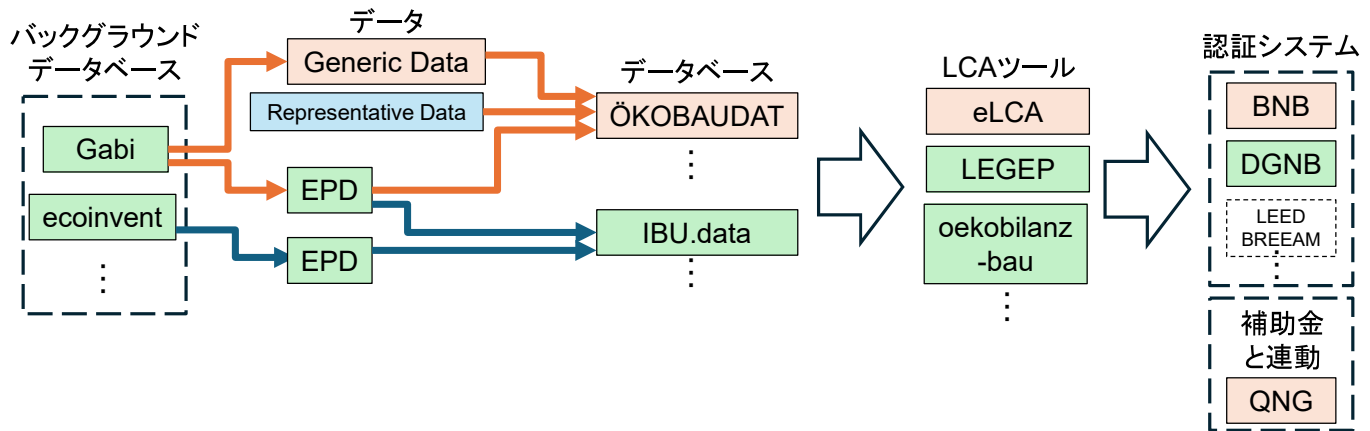 バックグラウンド
データベース
Gabi
ecoinvent
⋮
データ
Generic Data
Representative Data
EPD
EPD
データベース
ÖKOBAUDAT
⋮
IBU.data
⋮
LCAツール
eLCA
LEGEP
oekobilanz
-bau
⋮
認証システム
BNB
DGNB
LEED
BREEAM
⋮
補助金
と連動
QNG